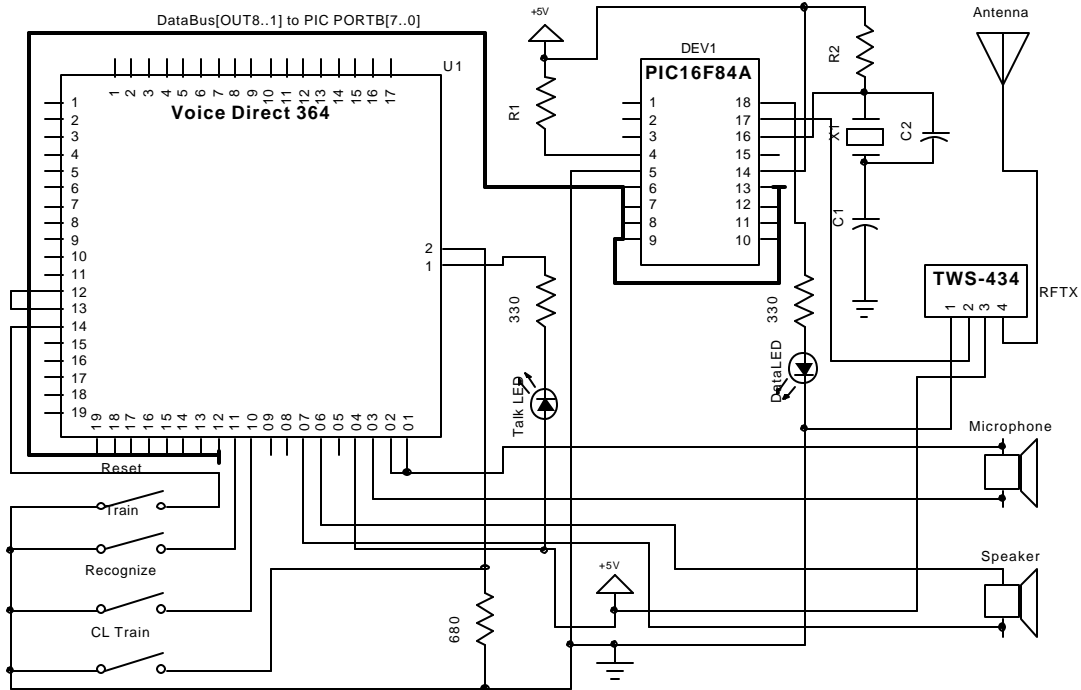 DataBus[OUT8..1] to PIC PORTB[7..0]
U1
1 2 3 4 5 6 7 8 9 10 11 12 13 14 15 16 17
Voice Direct 364
1
2
3
4
5
6
7
8
9
10
11
12
13
14
15
16
17
18
19
2
1
19 18 17 16 15 14 13 12 11 10 09 08 07 06 05 04 03 02 01
+5V
R1
DEV1
PIC16F84A
1
2
3
4
5
6
7
8
9
18
17
16
15
14
13
12
11
10
R2
X1
C2
C1
Antenna
TWS-434
1 2 3 4
RFTX
330
Talk LED
330
DataLED
Microphone
Speaker
Reset
Train
Recognize
CL Train
680
+5V